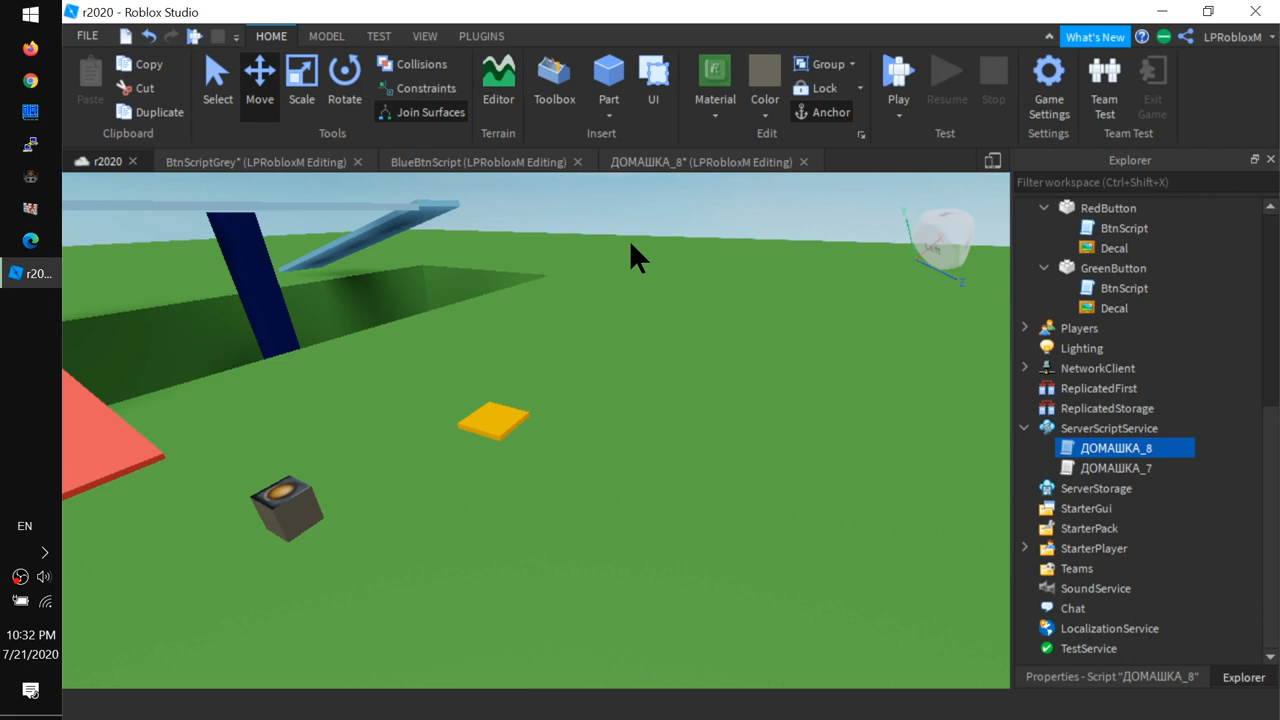 r2020 - Roblox Studio
FILE
HOME
MODEL
TEST
VIEW
PLUGINS
What's New
LPRobloxM
Paste
Copy
Cut
Duplicate
Clipboard
Select
Move
Scale
Rotate
Collisions
Constraints
Join Surfaces
Tools
Editor
Terrain
Toolbox
Part
UI
Insert
Material
Color
Group
Lock
Anchor
Edit
Play
Resume
Stop
Test
Game
Settings
Settings
Team
Test
Exit
Game
Team Test
r2020
BtnScriptGrey* (LPRobloxM Editing)
BlueBtnScript (LPRobloxM Editing)
ДОМАШКА_8* (LPRobloxM Editing)
Explorer
Filter workspace (Ctrl+Shift+X)
RedButton
BtnScript
Decal
GreenButton
BtnScript
Decal
Players
Lighting
NetworkClient
ReplicatedFirst
ReplicatedStorage
ServerScriptService
ДОМАШКА_8
ДОМАШКА_7
ServerStorage
StarterGui
StarterPack
StarterPlayer
Teams
SoundService
Chat
LocalizationService
TestService
Properties - Script "ДОМАШКА_8"
Explorer
Left
Y
Z
r20...
EN
10:32 PM
7/21/2020